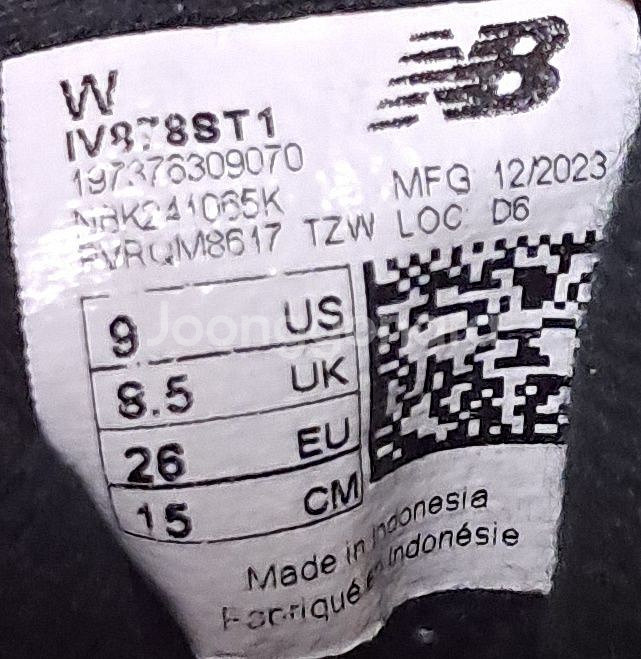 NB
W
IV878ST1
197376309070
MFG 12/2023
NBK241065K
LOC D6
FVRQM8617 TZW
9 US
8.5 UK
26 EU
15 CM
Made in Indonesia
Fabriqué en Indonésie